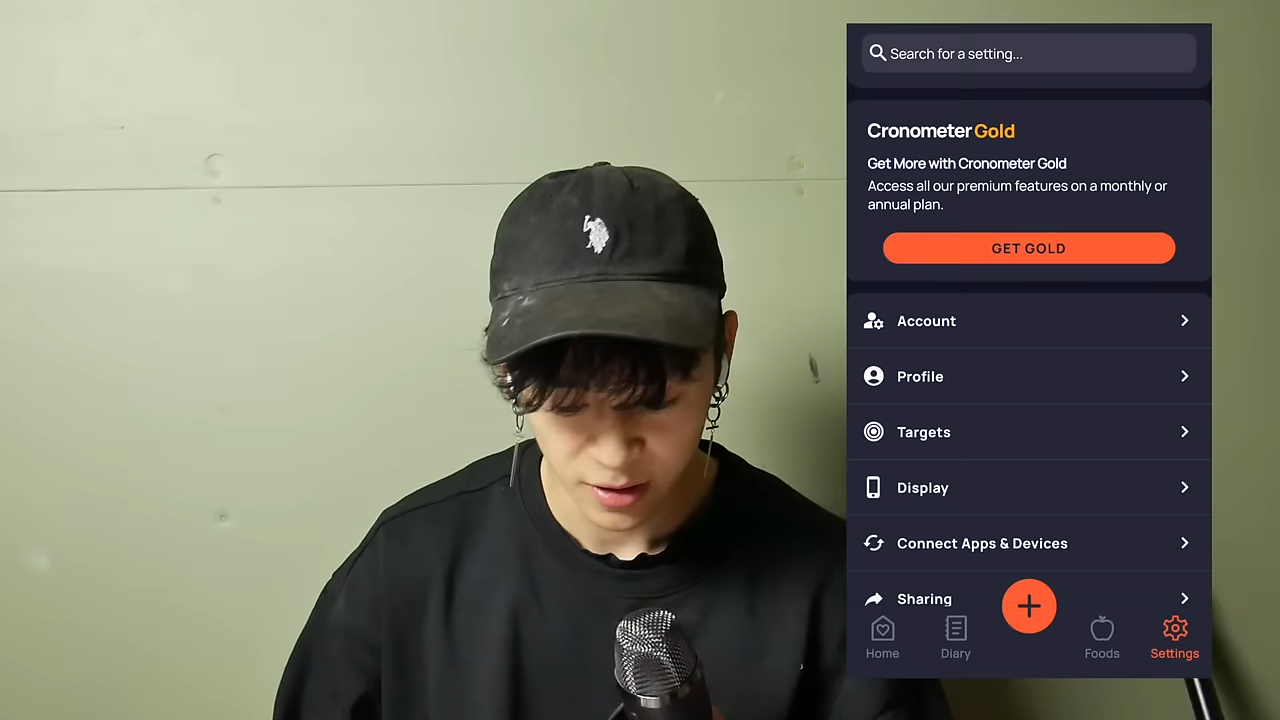 Search for a setting...
Cronometer Gold
Get More with Cronometer Gold
Access all our premium features on a monthly or
annual plan.
GET GOLD
Account
Profile
Targets
Display
Connect Apps & Devices
Sharing
Home
Diary
Foods
Settings